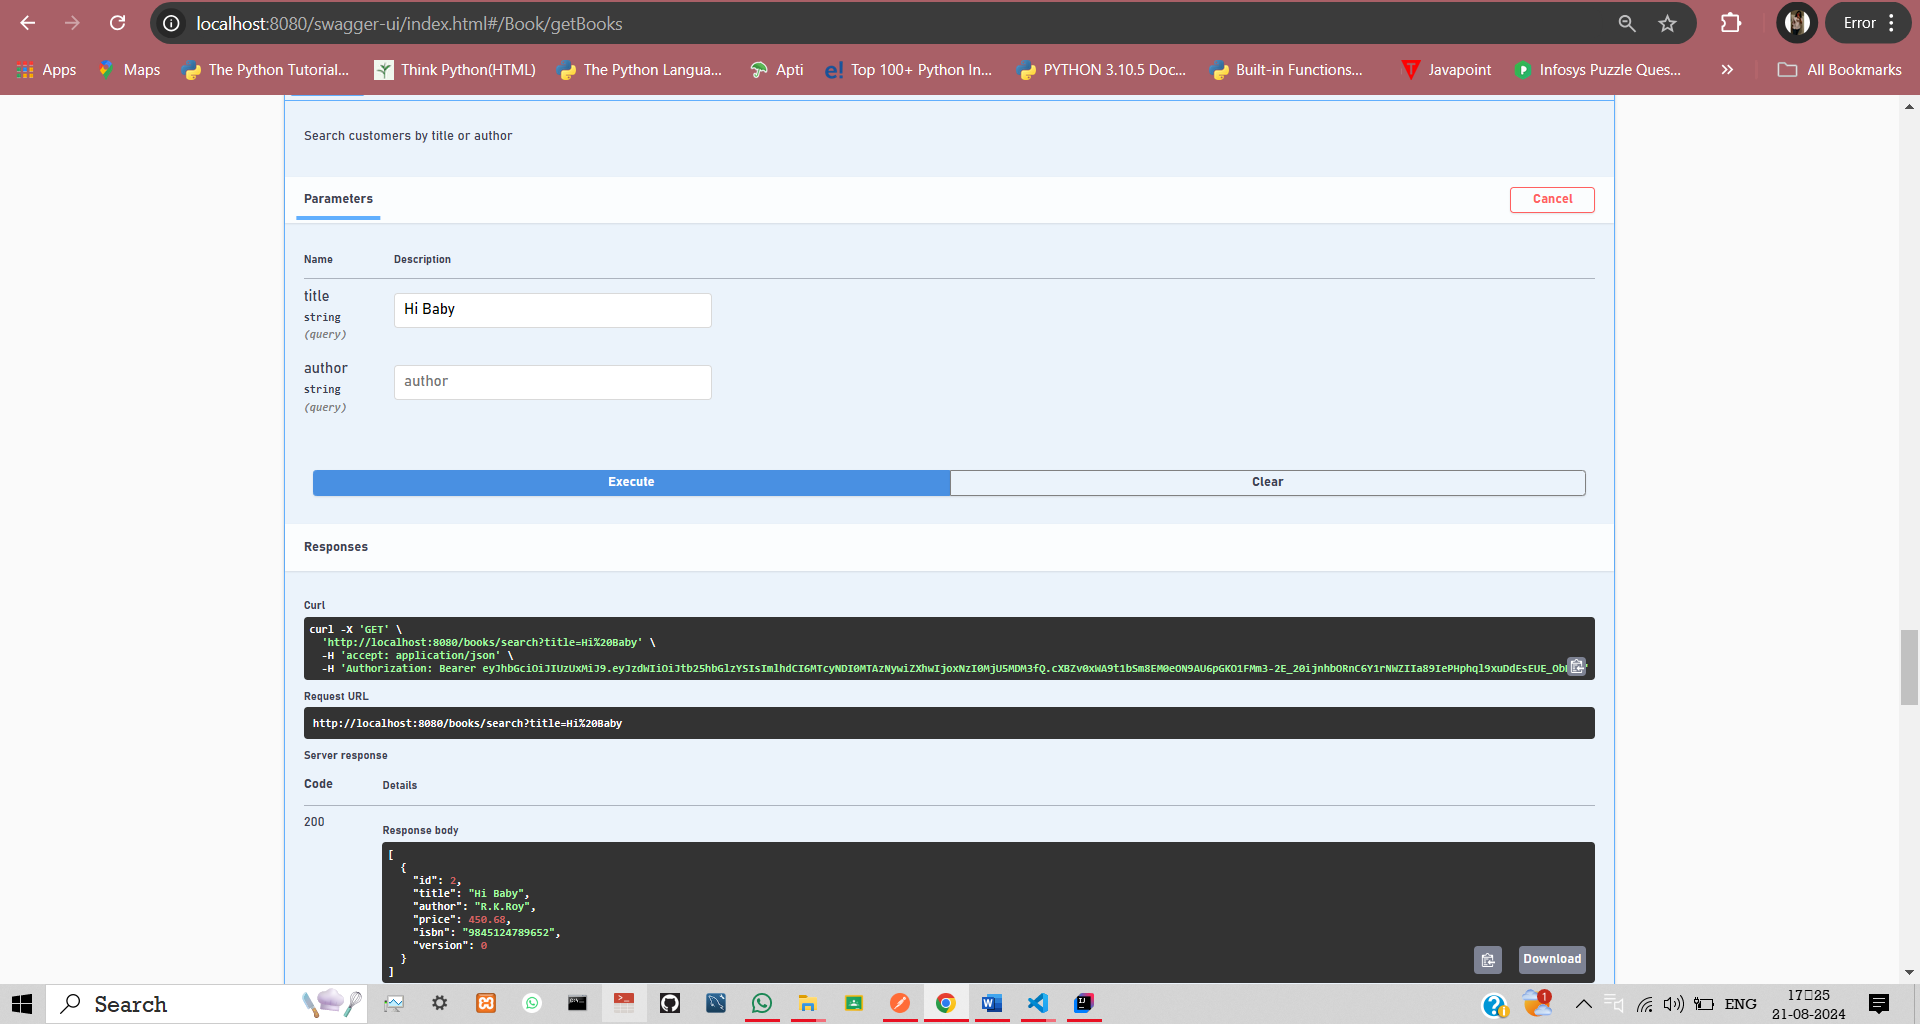 localhost:8080/swagger-ui/index.html#/Book/getBooks
Error
Apps
Maps
The Python Tutorial...
Think Python(HTML)
The Python Langua...
Apti
e!
Top 100+ Python In...
PYTHON 3.10.5 Doc...
Built-in Functions...
Javapoint
Infosys Puzzle Ques...
All Bookmarks
Search customers by title or author
Parameters
Cancel
Name
Description
title
string
(query)
Hi Baby
author
string
(query)
author
Execute
Clear
Responses
Curl
curl -X 'GET' \
'http://localhost:8080/books/search?title=Hi%20Baby' \
-H 'accept: application/json' \
-H 'Authorization: Bearer
Request URL
http://localhost:8080/books/search?title=Hi%20Baby
Server response
Code
Details
200
Response body
[
{
"id": 2,
"title": "Hi Baby",
"author": "R.K.Roy",
"price": 450.68,
"isbn": "9845124789652",
"version": 0
}
]
Download
Search
1
ENG
17▯25
21-08-2024